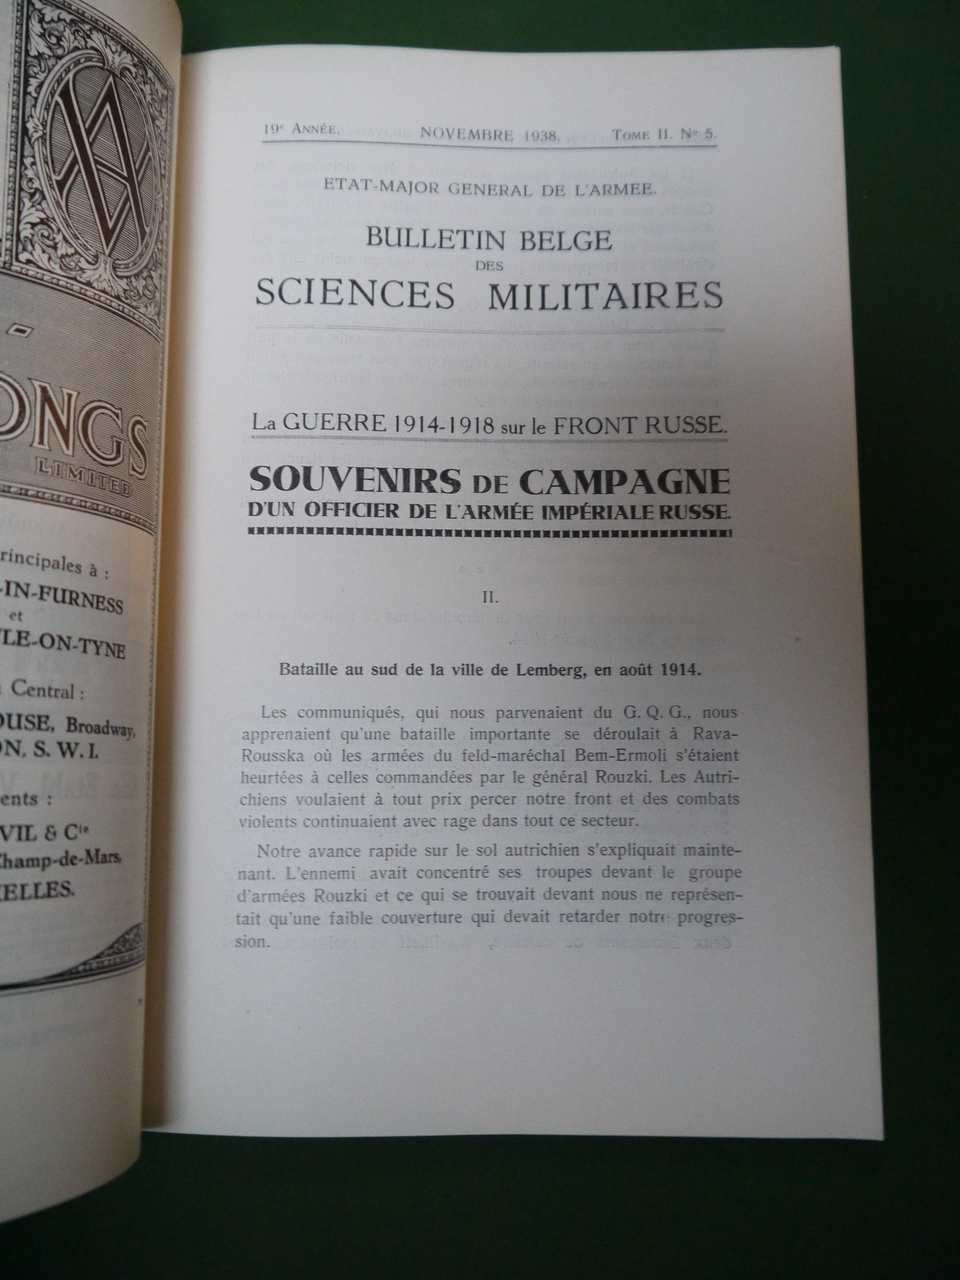 ONGS
LIMITED
rincipales à :
-IN-FURNESS
et
TLE-ON-TYNE
Central :
OUSE, Broadway,
ON, S. W. I.
ents :
VIL & Cie
Champ-de-Mars,
ELLES.
19e ANNÉE. NOVEMBRE 1938. TOME II. No 5.
ETAT-MAJOR GENERAL DE L'ARMEE.
BULLETIN BELGE
DES
SCIENCES MILITAIRES
La GUERRE 1914-1918 sur le FRONT RUSSE.
SOUVENIRS DE CAMPAGNE
D'UN OFFICIER DE L'ARMÉE IMPÉRIALE RUSSE.
II.
Bataille au sud de la ville de Lemberg, en août 1914.
Les communiqués, qui nous parvenaient du G. Q. G., nous
apprenaient qu'une bataille importante se déroulait à Rava-
Rousska où les armées du feld-maréchal Bem-Ermoli s'étaient
heurtées à celles commandées par le général Rouzki. Les Autri-
chiens voulaient à tout prix percer notre front et des combats
violents continuaient avec rage dans tout ce secteur.
Notre avance rapide sur le sol autrichien s'expliquait mainte-
nant. L'ennemi avait concentré ses troupes devant le groupe
d'armées Rouzki et ce qui se trouvait devant nous ne représen-
tait qu'une faible couverture qui devait retarder notre progres-
sion.